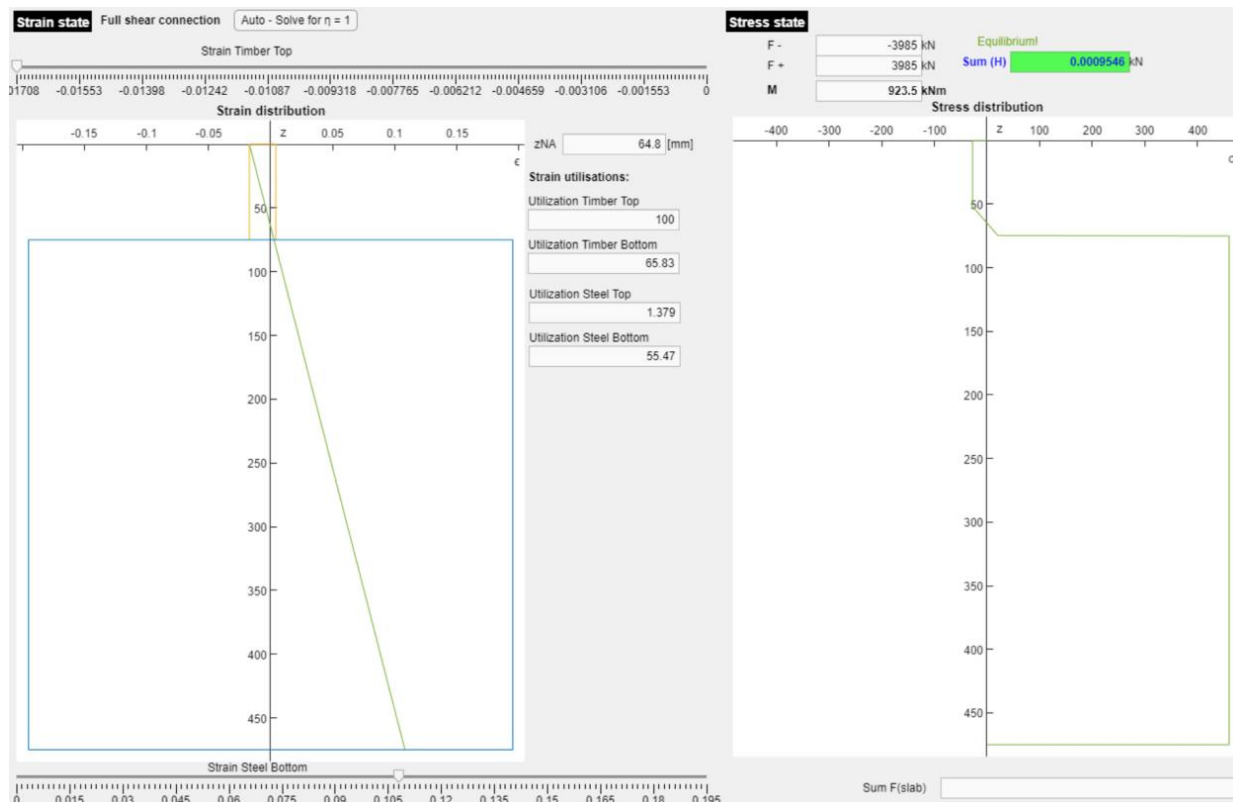 Strain state Full shear connection Auto - Solve for η = 1
Strain Timber Top
01708 -0.01553 -0.01398 -0.01242 -0.01087 -0.009318 -0.007765 -0.006212 -0.004659 -0.003106 -0.001553 0
Strain distribution
-0.15 -0.1 -0.05 z 0.05 0.1 0.15
ϵ
50
100
150
200
250
300
350
400
450
zNA 64.8 [mm]
Strain utilisations:
Utilization Timber Top
100
Utilization Timber Bottom
65.83
Utilization Steel Top
1.379
Utilization Steel Bottom
55.47
Strain Steel Bottom
0 0.015 0.03 0.045 0.06 0.075 0.09 0.105 0.12 0.135 0.15 0.165 0.18 0.195
Stress state
F - -3985 kN
F + 3985 kN
M 923.5 kNm
Equilibrium!
Sum (H) 0.0009546 kN
Stress distribution
-400 -300 -200 -100 z 100 200 300 400
50
100
150
200
250
300
350
400
450
Sum F(slab)